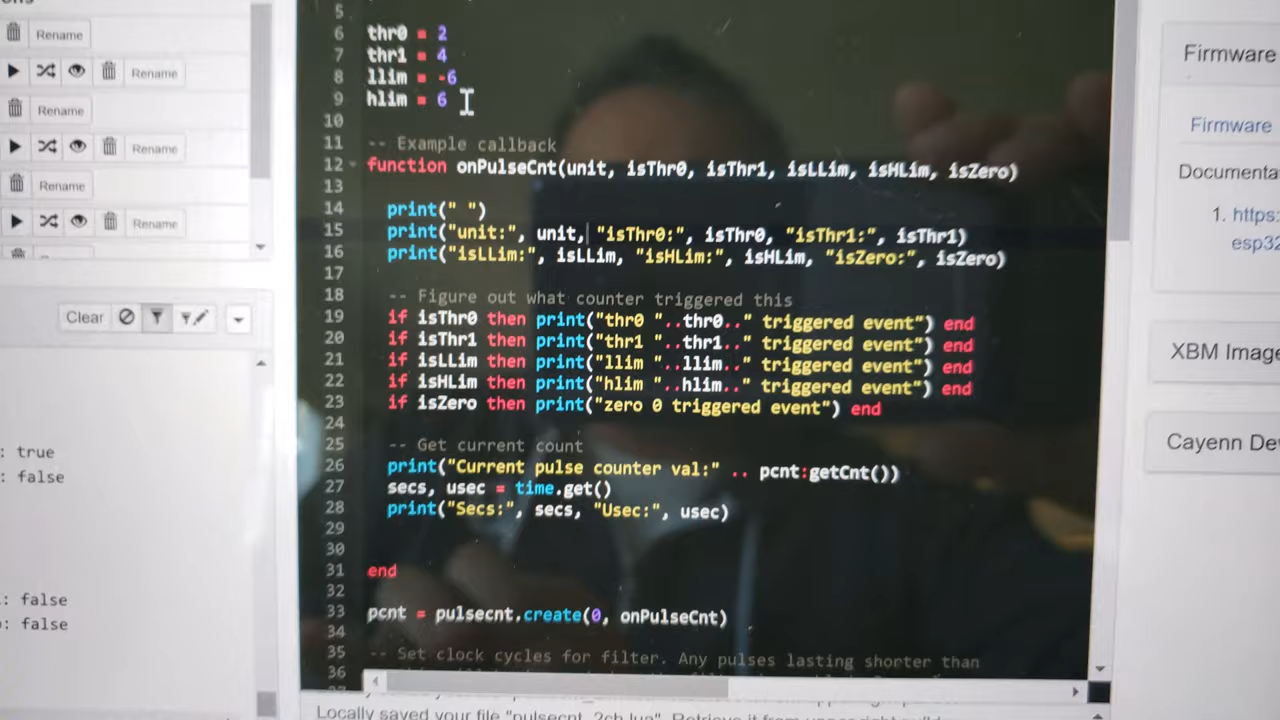 ons
Rename
Rename
Rename
Rename
Rename
Rename
Clear
: true
: false
: false
: false
5
6 thr0 = 2
7 thr1 = 4
8 llim = -6
9 hlim = 6
10
11 -- Example callback
12 function onPulseCnt(unit, isThr0, isThr1, isLLim, isHLim, isZero)
13
14 print(" ")
15 print("unit:", unit, "isThr0:", isThr0, "isThr1:", isThr1)
16 print("isLLim:", isLLim, "isHLim:", isHLim, "isZero:", isZero)
17
18 -- Figure out what counter triggered this
19 if isThr0 then print("thr0 "..thr0.." triggered event") end
20 if isThr1 then print("thr1 "..thr1.." triggered event") end
21 if isLLim then print("llim "..llim.." triggered event") end
22 if isHLim then print("hlim "..hlim.." triggered event") end
23 if isZero then print("zero 0 triggered event") end
24
25 -- Get current count
26 print("Current pulse counter val:" .. pcnt:getCnt())
27 secs, usec = time.get()
28 print("Secs:", secs, "Usec:", usec)
29
30
31 end
32
33 pcnt = pulsecnt.create(0, onPulseCnt)
34
35 -- Set clock cycles for filter. Any pulses lasting shorter than
36
Locally saved your file "pulsecnt_2ch.lua". Retrieve it from
Firmware
Firmware
Documenta
1. https:
esp32
XBM Image
Cayenn De